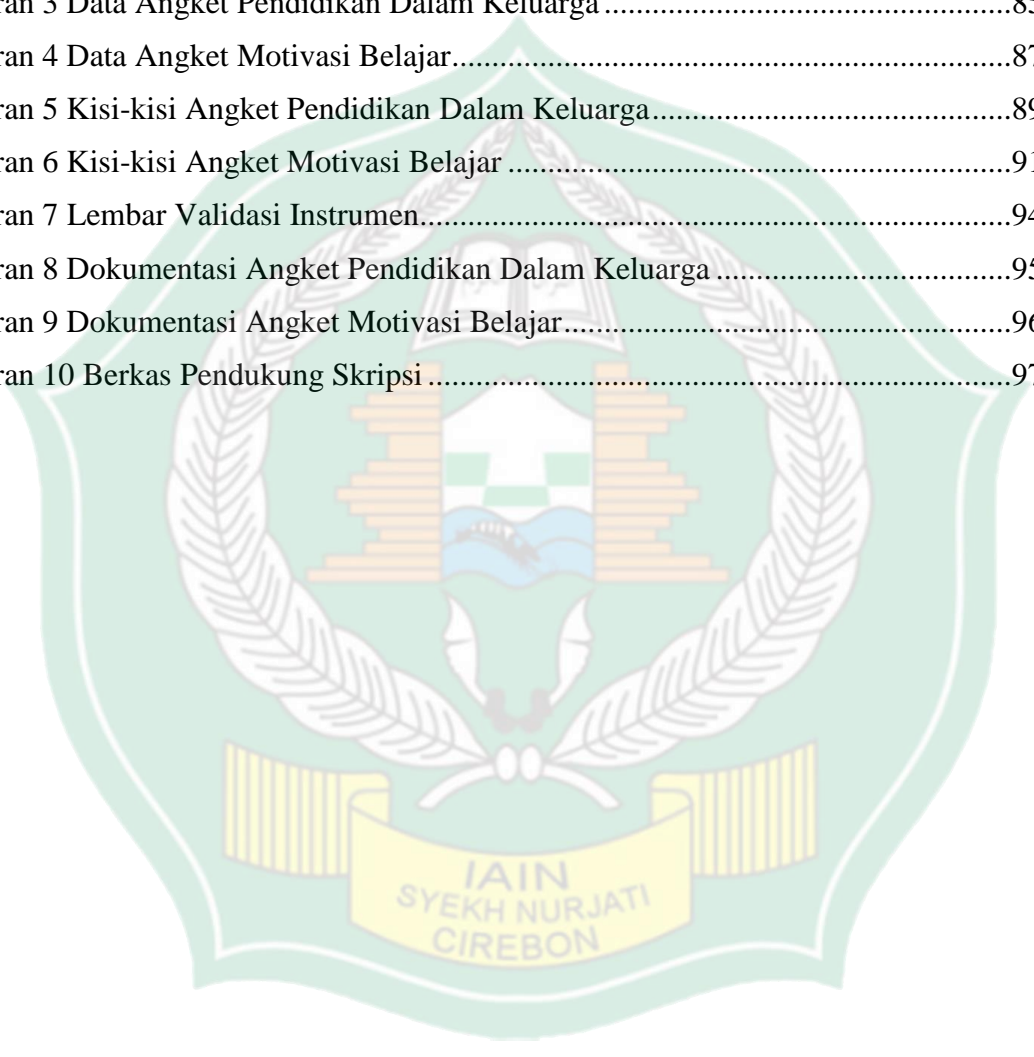 ran 3 Data Angket Pendidikan Dalam Keluarga...............................................85
ran 4 Data Angket Motivasi Belajar................................................................87
ran 5 Kisi-kisi Angket Pendidikan Dalam Keluarga.........................................89
ran 6 Kisi-kisi Angket Motivasi Belajar..........................................................91
ran 7 Lembar Validasi Instrumen....................................................................94
ran 8 Dokumentasi Angket Pendidikan Dalam Keluarga..................................95
ran 9 Dokumentasi Angket Motivasi Belajar...................................................96
ran 10 Berkas Pendukung Skripsi...................................................................97
IAIN
SYEKH NURJATI
CIREBON